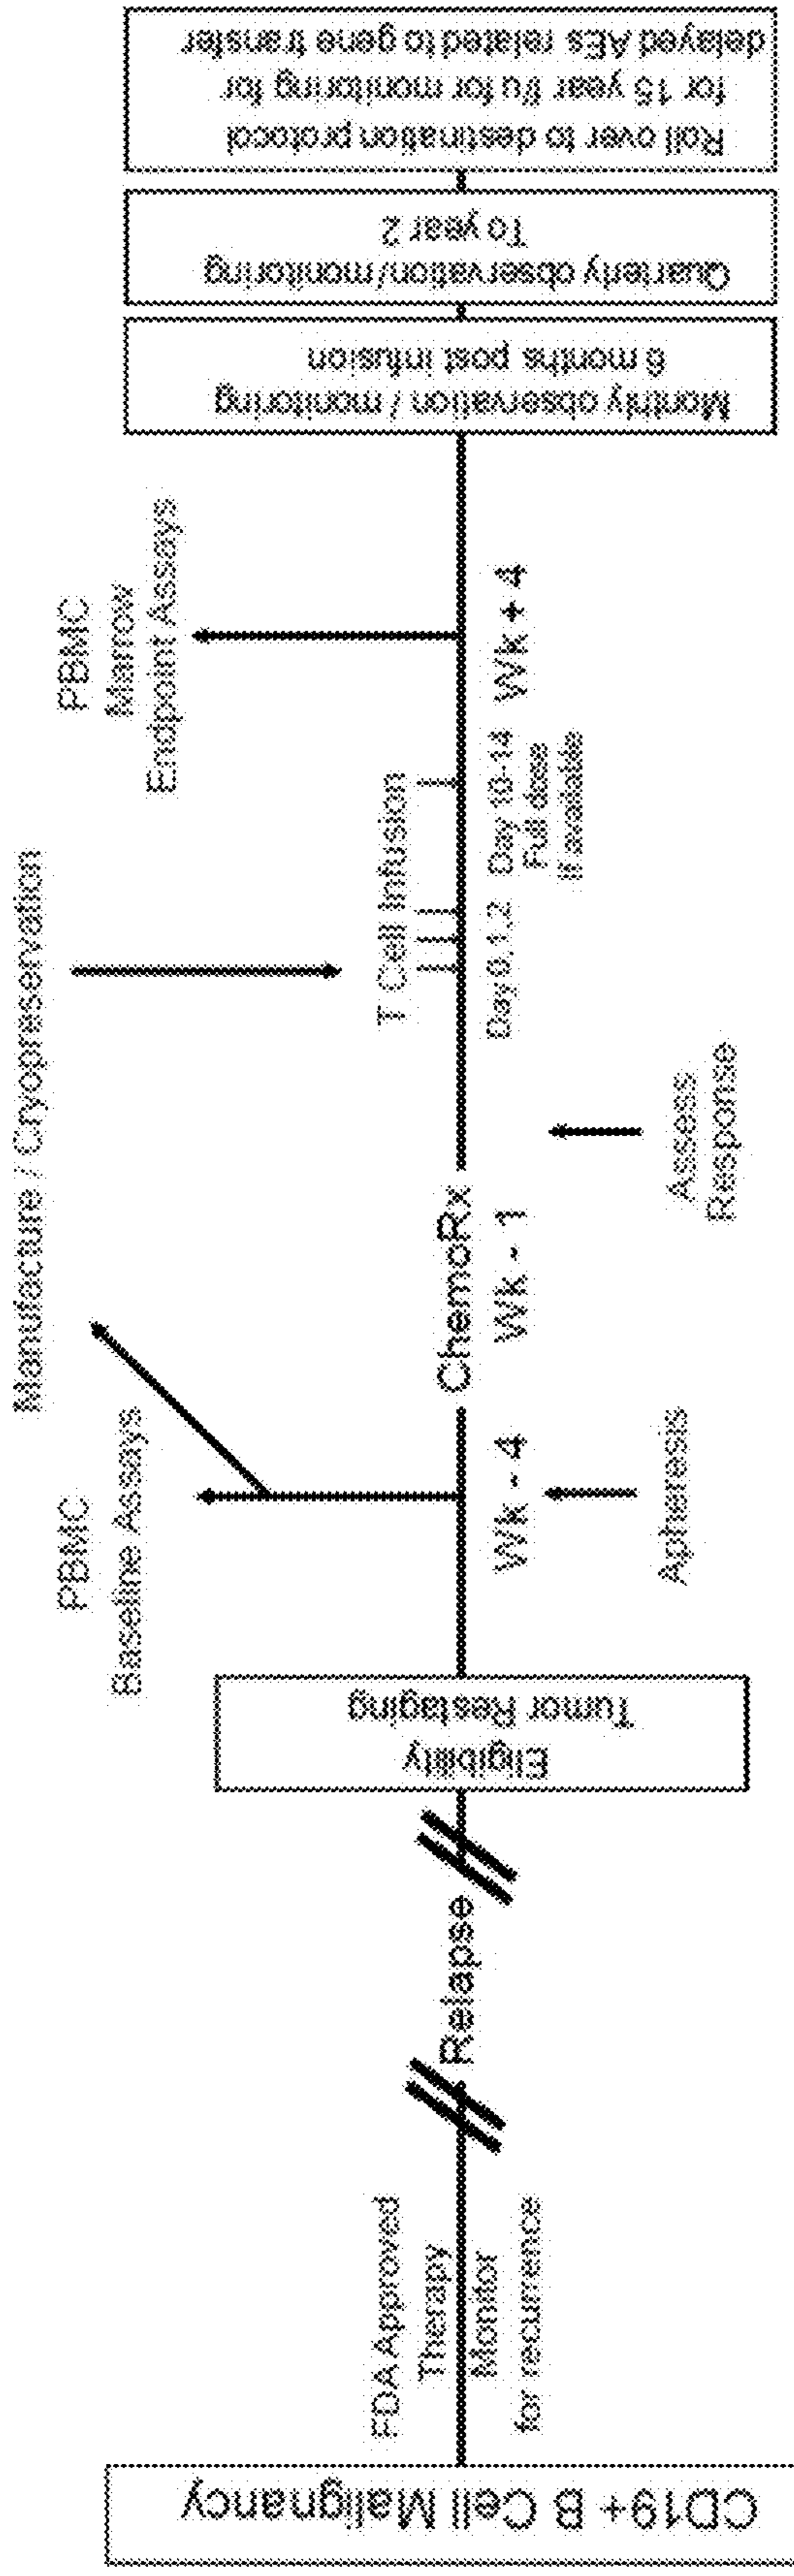 CD19+ B Cell Malignancy
FDA Approved
Therapy
Monitor
for recurrence
Relapse
Eligibility
Tumor Restaging
PBMC
Baseline Assays
Wk - 4
Apheresis
Manufacture / Cryopreservation
ChemoRx
Wk - 1
Assess
Response
T Cell Infusion
Day 0,1,2
Day 10-14
Full dose
If available
PBMC
Marrow
Endpoint Assays
Wk + 4
Monthly observation / monitoring
6 months post infusion
Quarterly observation/monitoring
To year 2
Roll over to destination protocol
for 15 year f/u for monitoring for
delayed AEs related to gene transfer